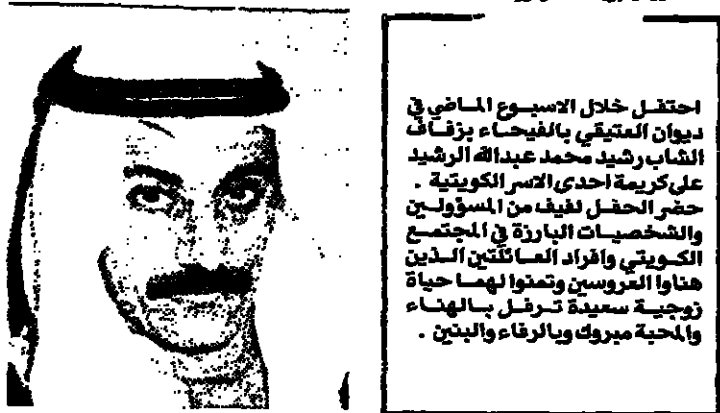 احتفل خلال الاسبوع الماضي في
ديوان العتيقي بالفيحاء بزفاف
الشاب رشيد محمد عبدالله الرشيد
على كريمة احدى الاسر الكويتية .
حضر الحفل لفيف من المسؤولين
والشخصيات البارزة في المجتمع
الكويتي وافراد العائلتين الذين
هناوا العروسين وتمنوا لهما حياة
زوجية سعيدة ترفل بالهناء
والمحبة مبروك وبالرفاء والبنين .